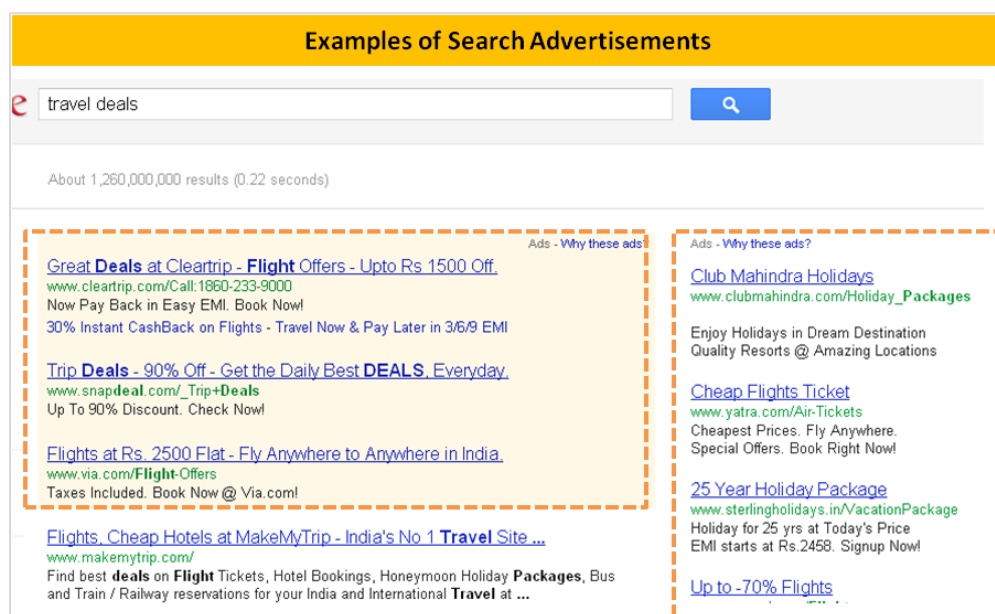 Examples of Search Advertisements
e
travel deals
About 1,260,000,000 results (0.22 seconds)
Ads - Why these ads?
Great Deals at Cleartrip - Flight Offers - Upto Rs 1500 Off.
www.cleartrip.com/Call:1860-233-9000
Now Pay Back in Easy EMI. Book Now!
30% Instant CashBack on Flights - Travel Now & Pay Later in 3/6/9 EMI
Trip Deals - 90% Off - Get the Daily Best DEALS, Everyday.
www.snapdeal.com/_Trip+Deals
Up To 90% Discount. Check Now!
Flights at Rs. 2500 Flat - Fly Anywhere to Anywhere in India.
www.via.com/Flight-Offers
Taxes Included. Book Now @ Via.com!
Flights, Cheap Hotels at MakeMyTrip - India's No 1 Travel Site ...
www.makemytrip.com/
Find best deals on Flight Tickets, Hotel Bookings, Honeymoon Holiday Packages, Bus
and Train / Railway reservations for your India and International Travel at ...
Ads - Why these ads?
Club Mahindra Holidays
www.clubmahindra.com/Holiday_Packages
Enjoy Holidays in Dream Destination
Quality Resorts @ Amazing Locations
Cheap Flights Ticket
www.yatra.com/Air-Tickets
Cheapest Prices. Fly Anywhere.
Special Offers. Book Right Now!
25 Year Holiday Package
www.sterlingholidays.in/VacationPackage
Holiday for 25 yrs at Today's Price
EMI starts at Rs.2458. Signup Now!
Up to -70% Flights